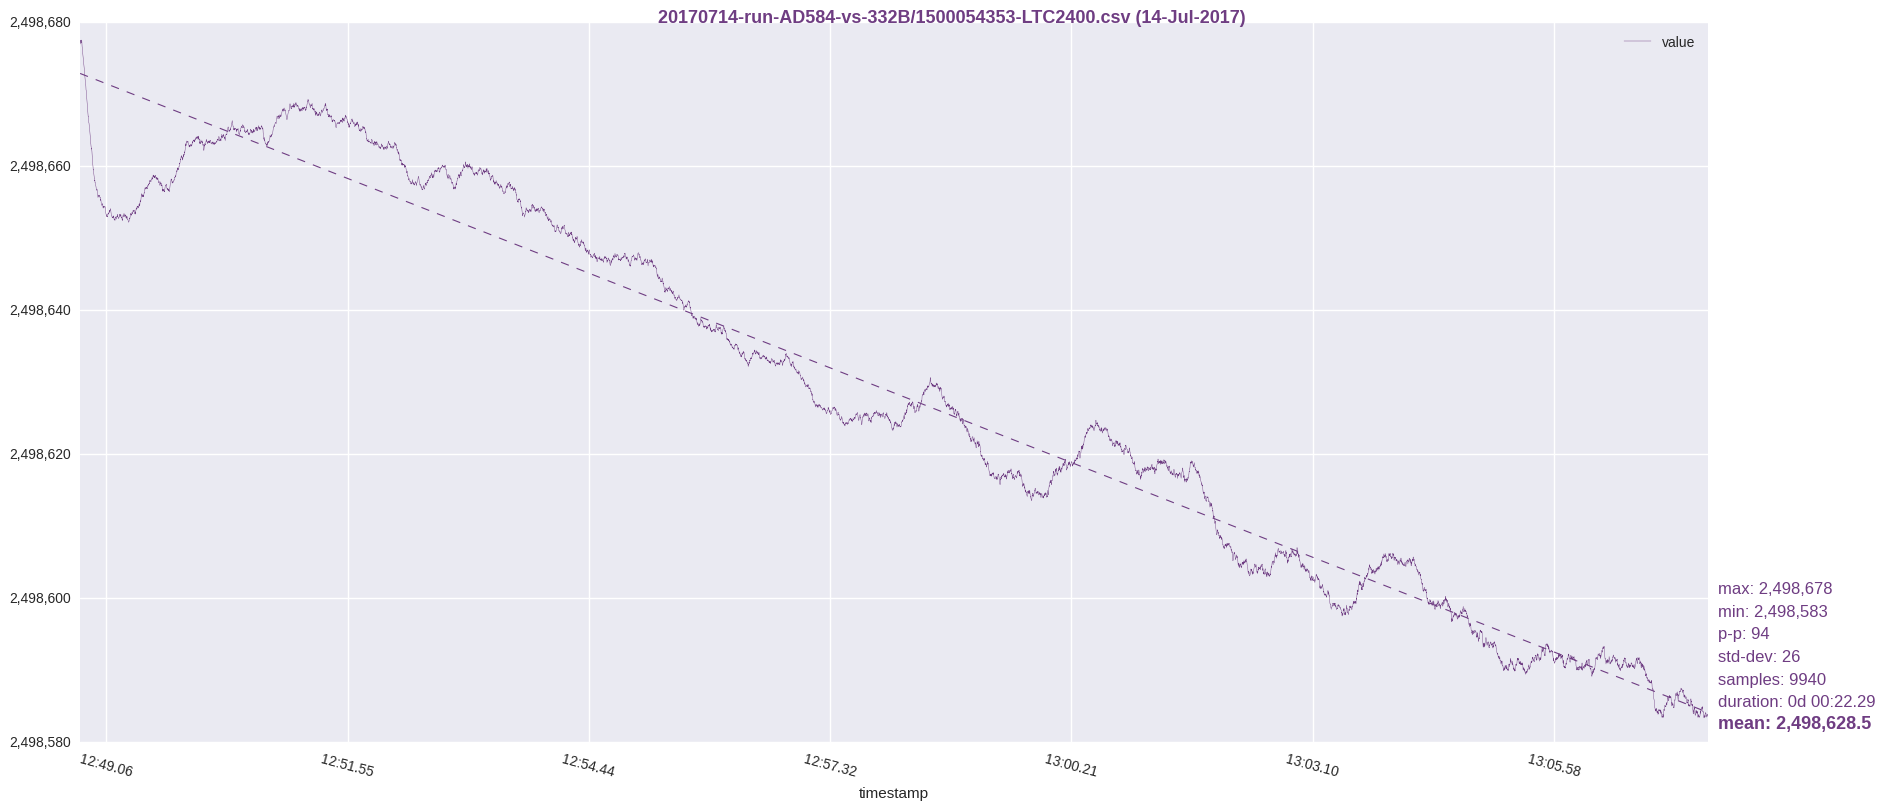 20170714-run-AD584-vs-332B/1500054353-LTC2400.csv (14-Jul-2017)
value
2,498,680
2,498,660
2,498,640
2,498,620
2,498,600
2,498,580
12:49.06
12:51.55
12:54.44
12:57.32
13:00.21
13:03.10
13:05.58
timestamp
max: 2,498,678
min: 2,498,583
p-p: 94
std-dev: 26
samples: 9940
duration: 0d 00:22.29
mean: 2,498,628.5